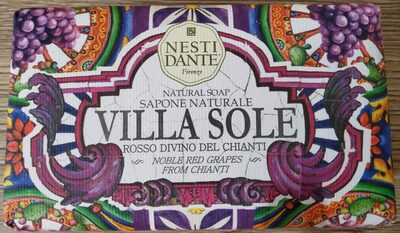 NESTI
DANTE
Firenze
NATURAL SOAP
SAPONE NATURALE
VILLA SOLE
ROSSO DIVINO DEL CHIANTI
NOBLE RED GRAPES
FROM CHIANTI